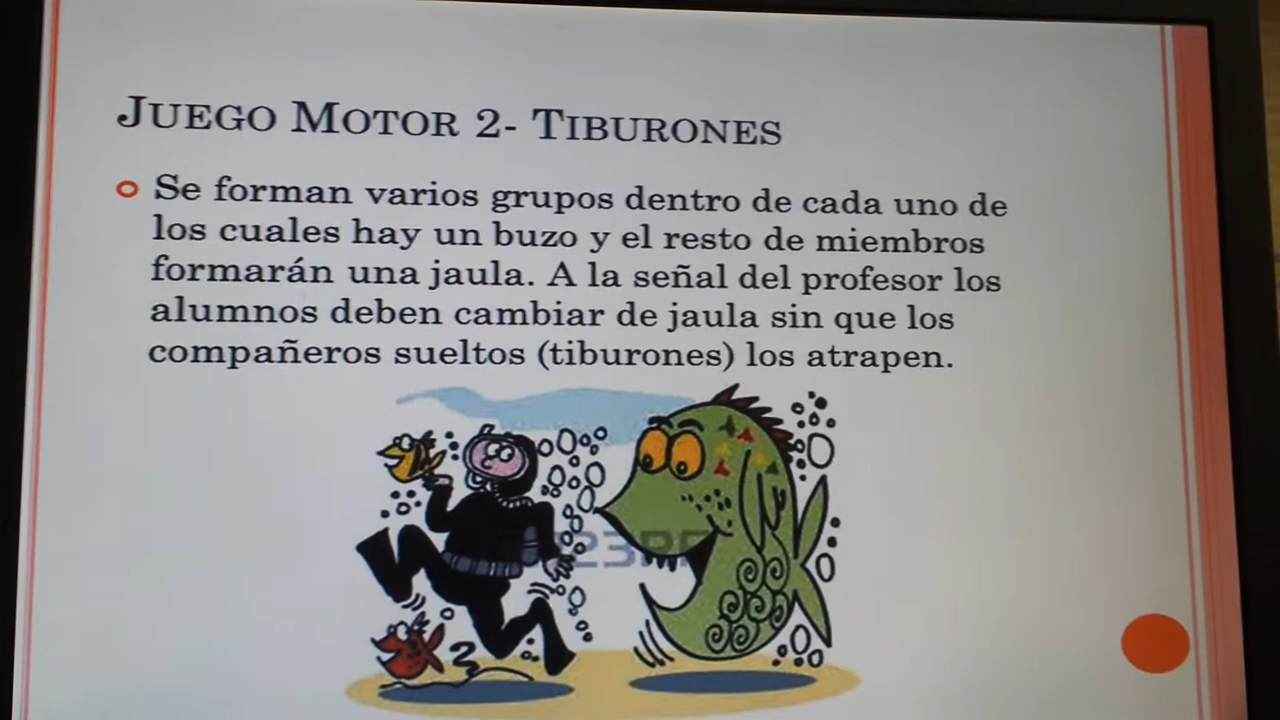 JUEGO MOTOR 2- TIBURONES
Se forman varios grupos dentro de cada uno de
los cuales hay un buzo y el resto de miembros
formarán una jaula. A la señal del profesor los
alumnos deben cambiar de jaula sin que los
compañeros sueltos (tiburones) los atrapen.